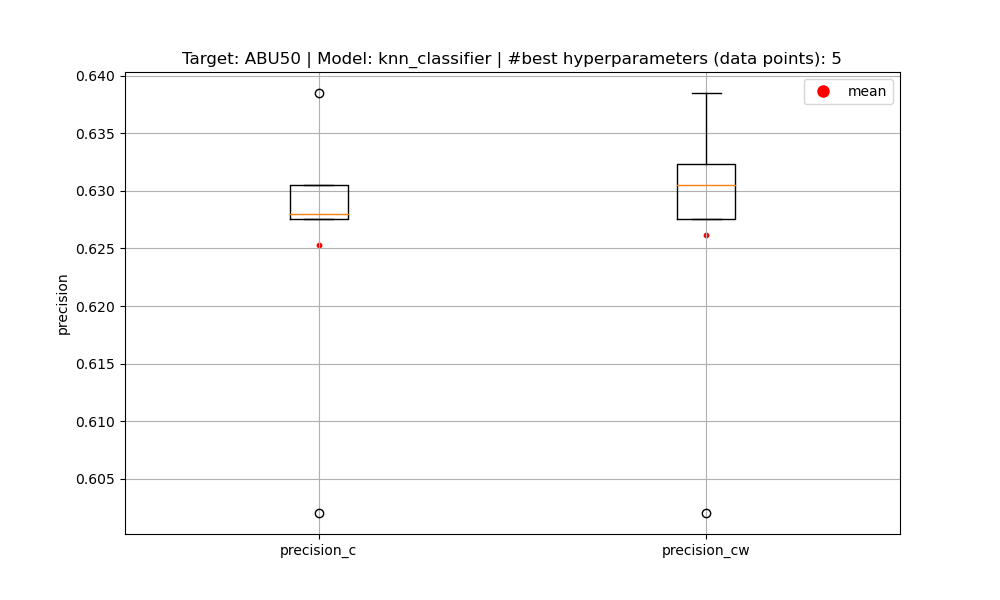 Target: ABU50 | Model: knn_classifier | #best hyperparameters (data points): 5
mean
precision
0.640
0.635
0.630
0.625
0.620
0.615
0.610
0.605
precision_c
precision_cw